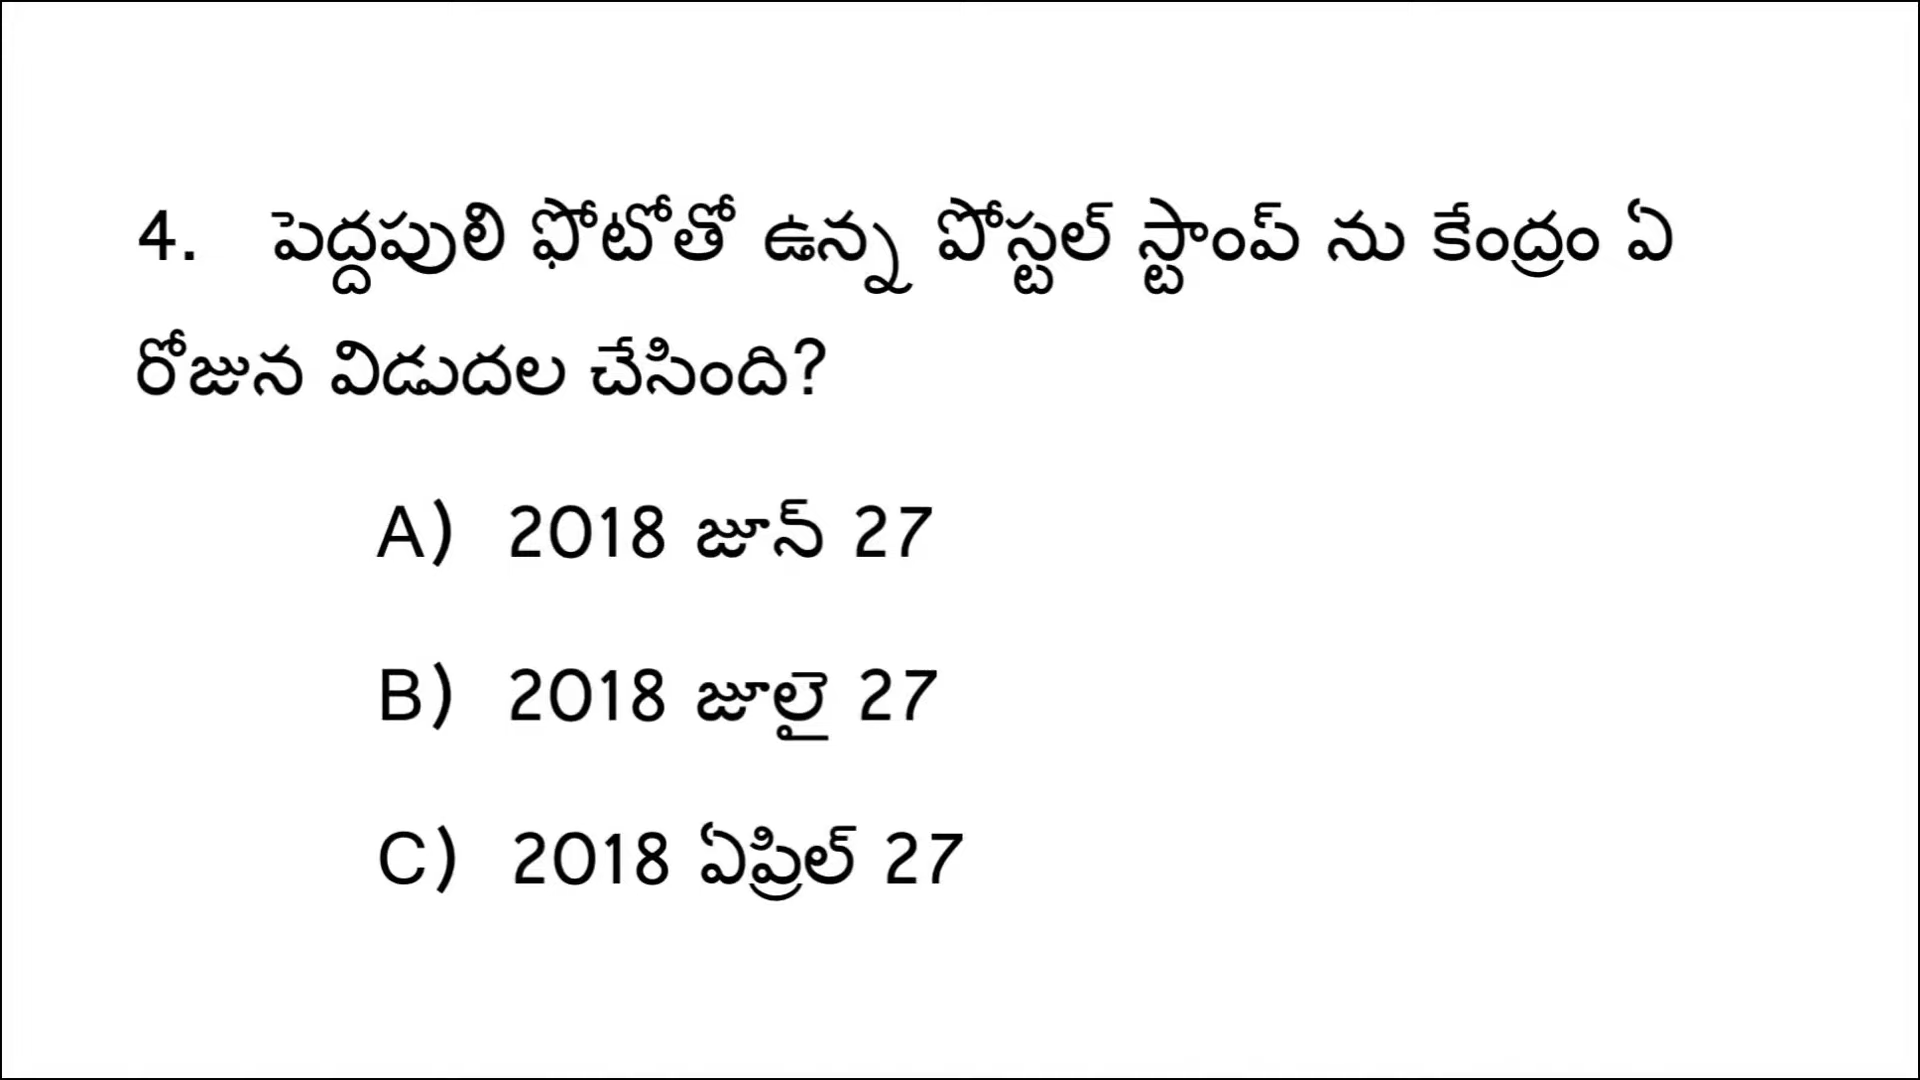 4. పెద్దపులి ఫోటోతో ఉన్న పోస్టల్ స్టాంప్ ను కేంద్రం ఏ
రోజున విడుదల చేసింది?
A) 2018 జూన్ 27
B) 2018 జూలై 27
C) 2018 ఏప్రిల్ 27